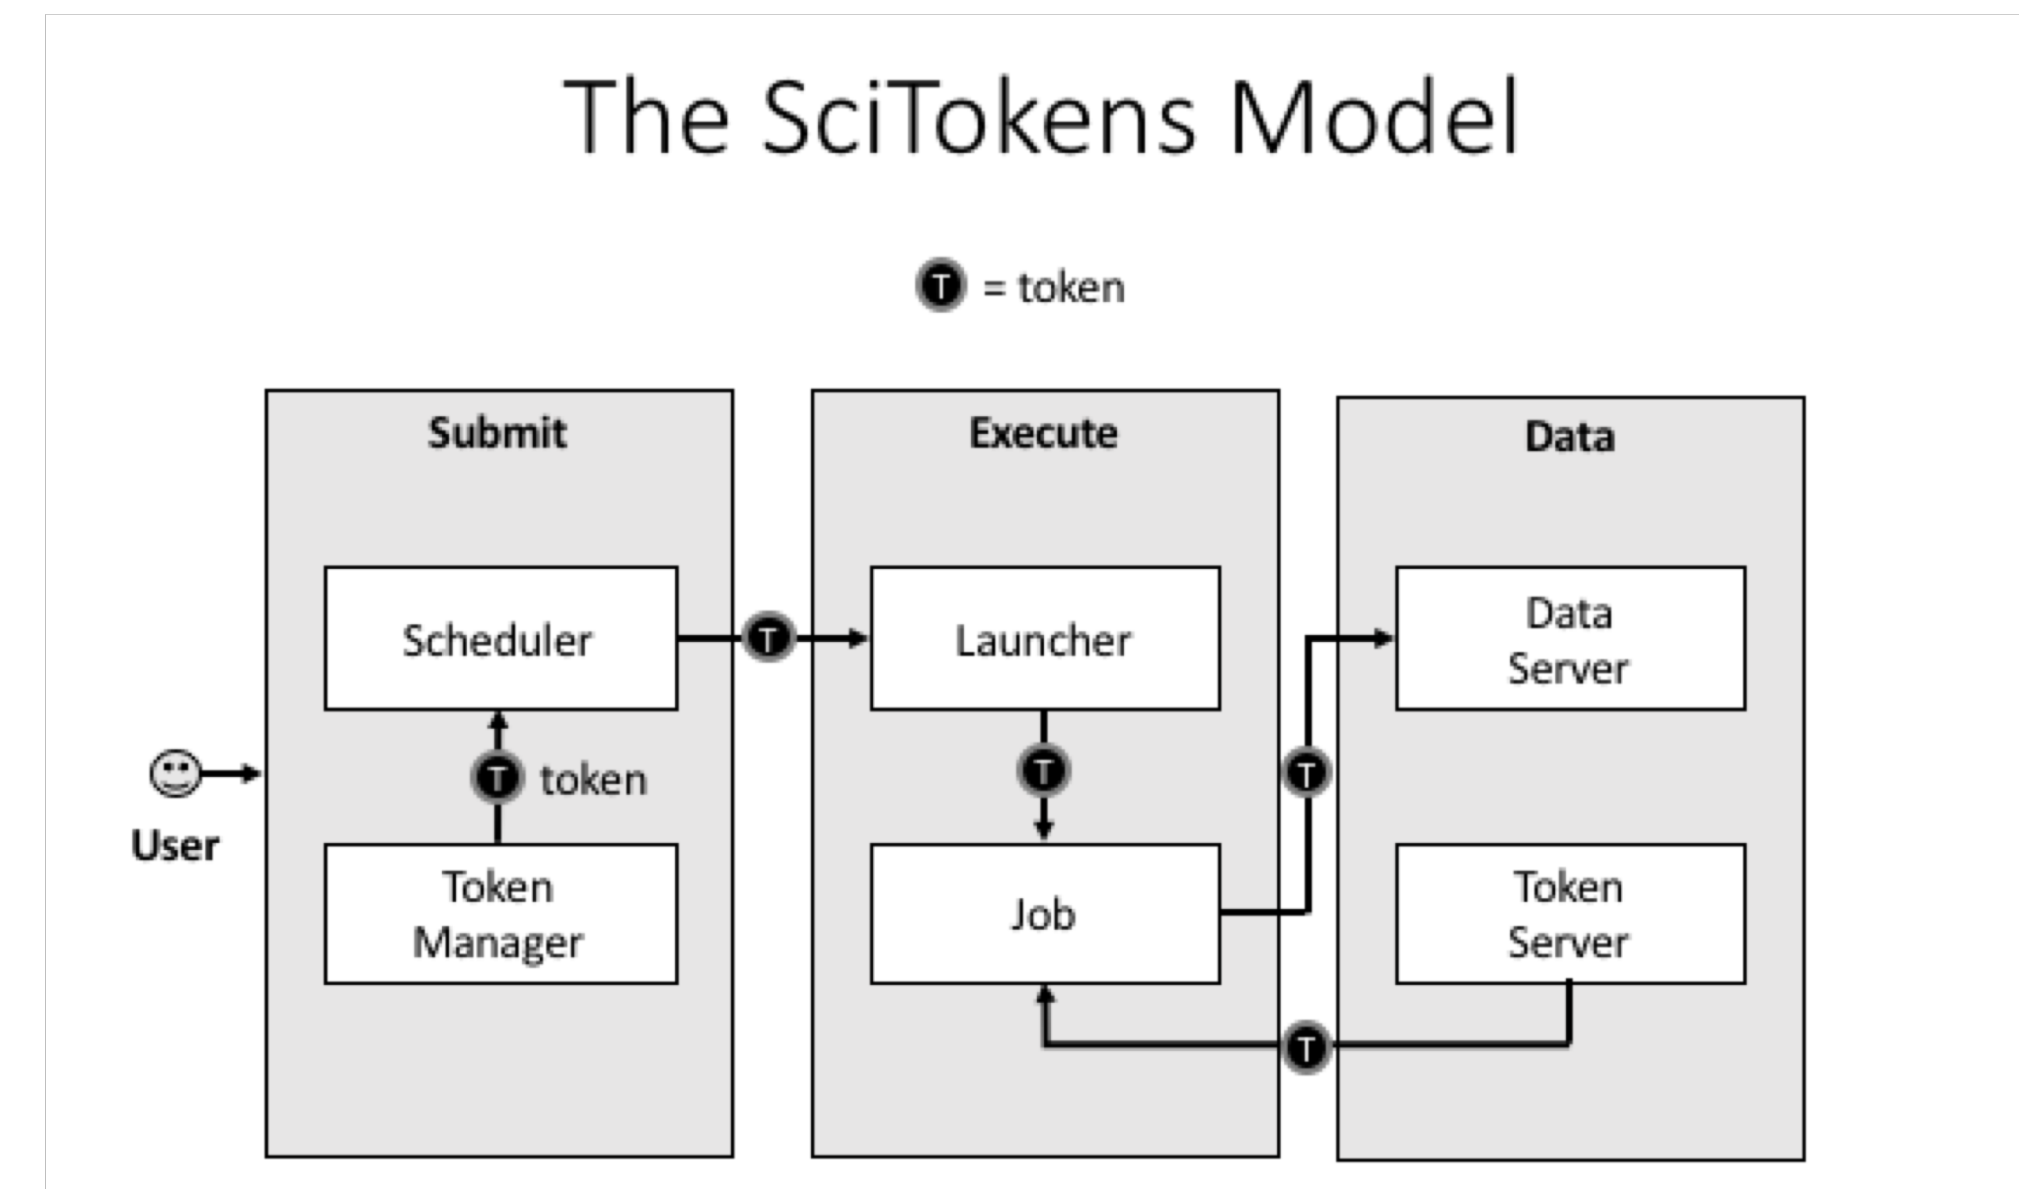 The SciTokens Model
T = token
Submit
Execute
Data
Scheduler
T
Launcher
Data
Server
T token
T
T
User
Token
Manager
Job
Token
Server
T